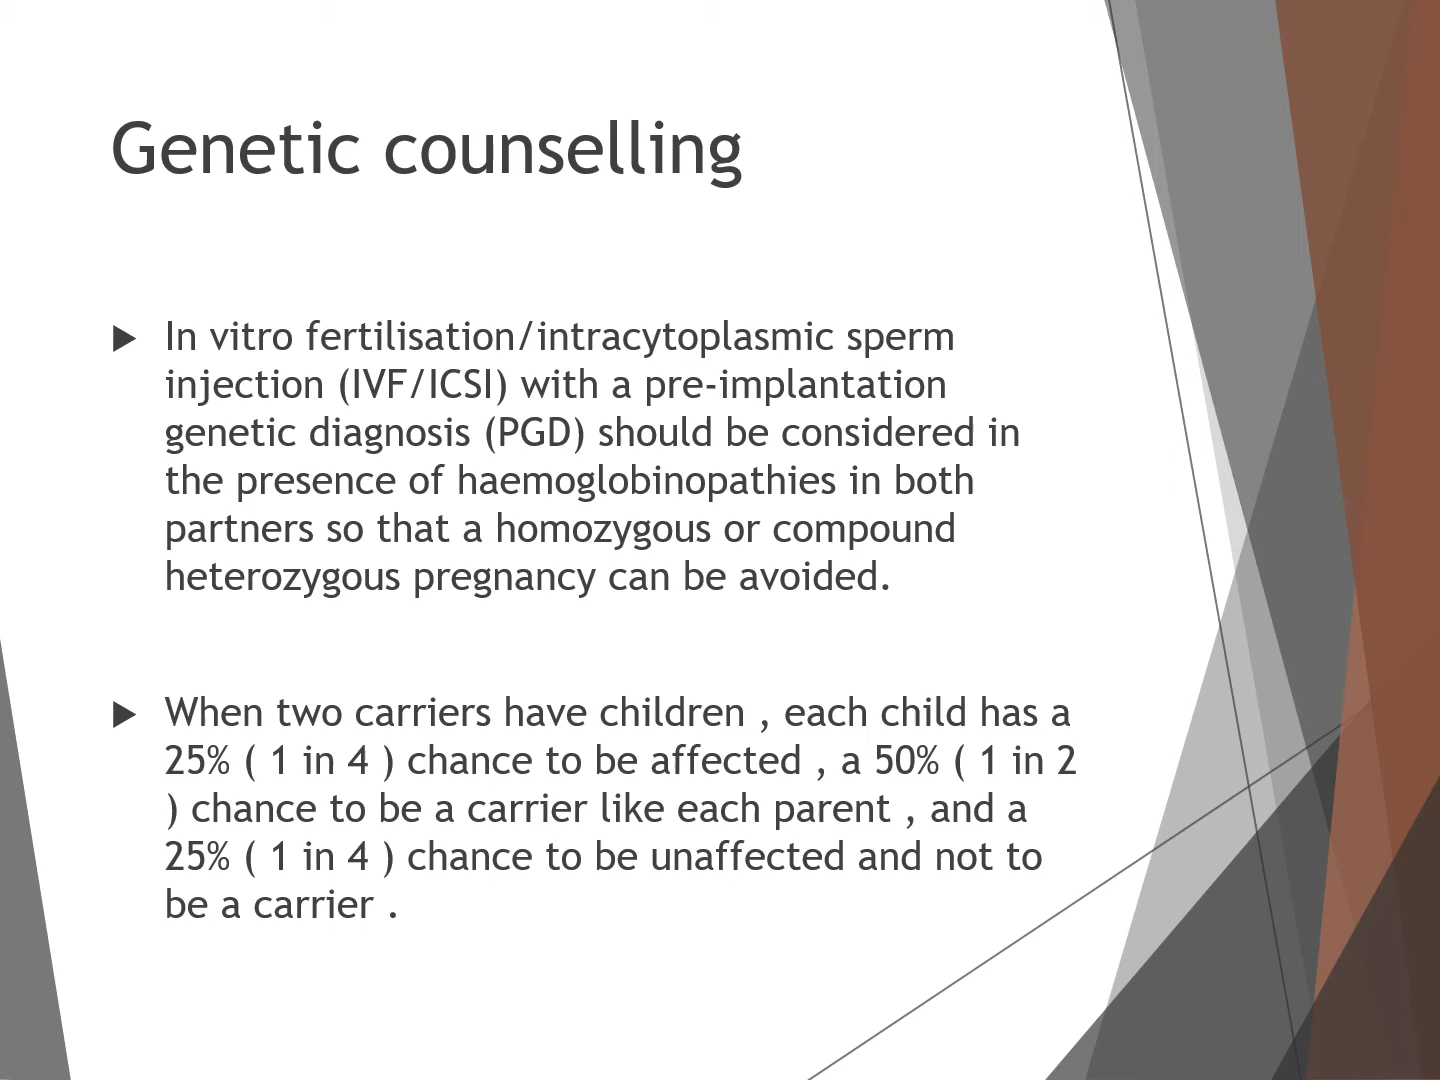 Genetic counselling
In vitro fertilisation/intracytoplasmic sperm
injection (IVF/ICSI) with a pre-implantation
genetic diagnosis (PGD) should be considered in
the presence of haemoglobinopathies in both
partners so that a homozygous or compound
heterozygous pregnancy can be avoided.
When two carriers have children , each child has a
25% ( 1 in 4 ) chance to be affected , a 50% ( 1 in 2
) chance to be a carrier like each parent , and a
25% ( 1 in 4 ) chance to be unaffected and not to
be a carrier .